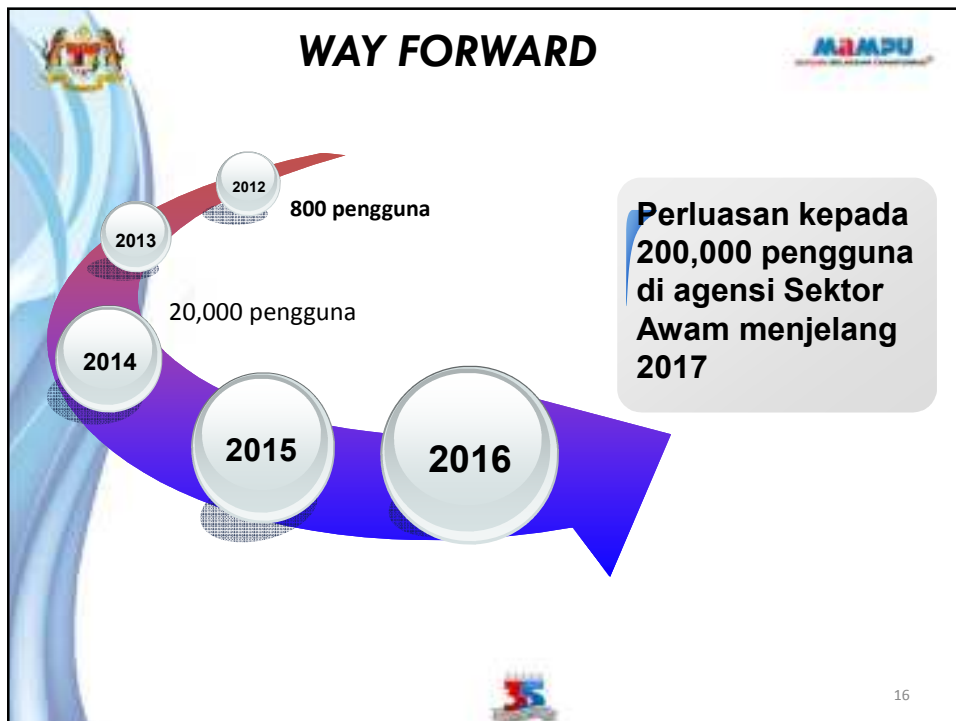 WAY FORWARD
MAMPU
2012
800 pengguna
2013
20,000 pengguna
2014
2015
2016
Perluasan kepada
200,000 pengguna
di agensi Sektor
Awam menjelang
2017
35
16